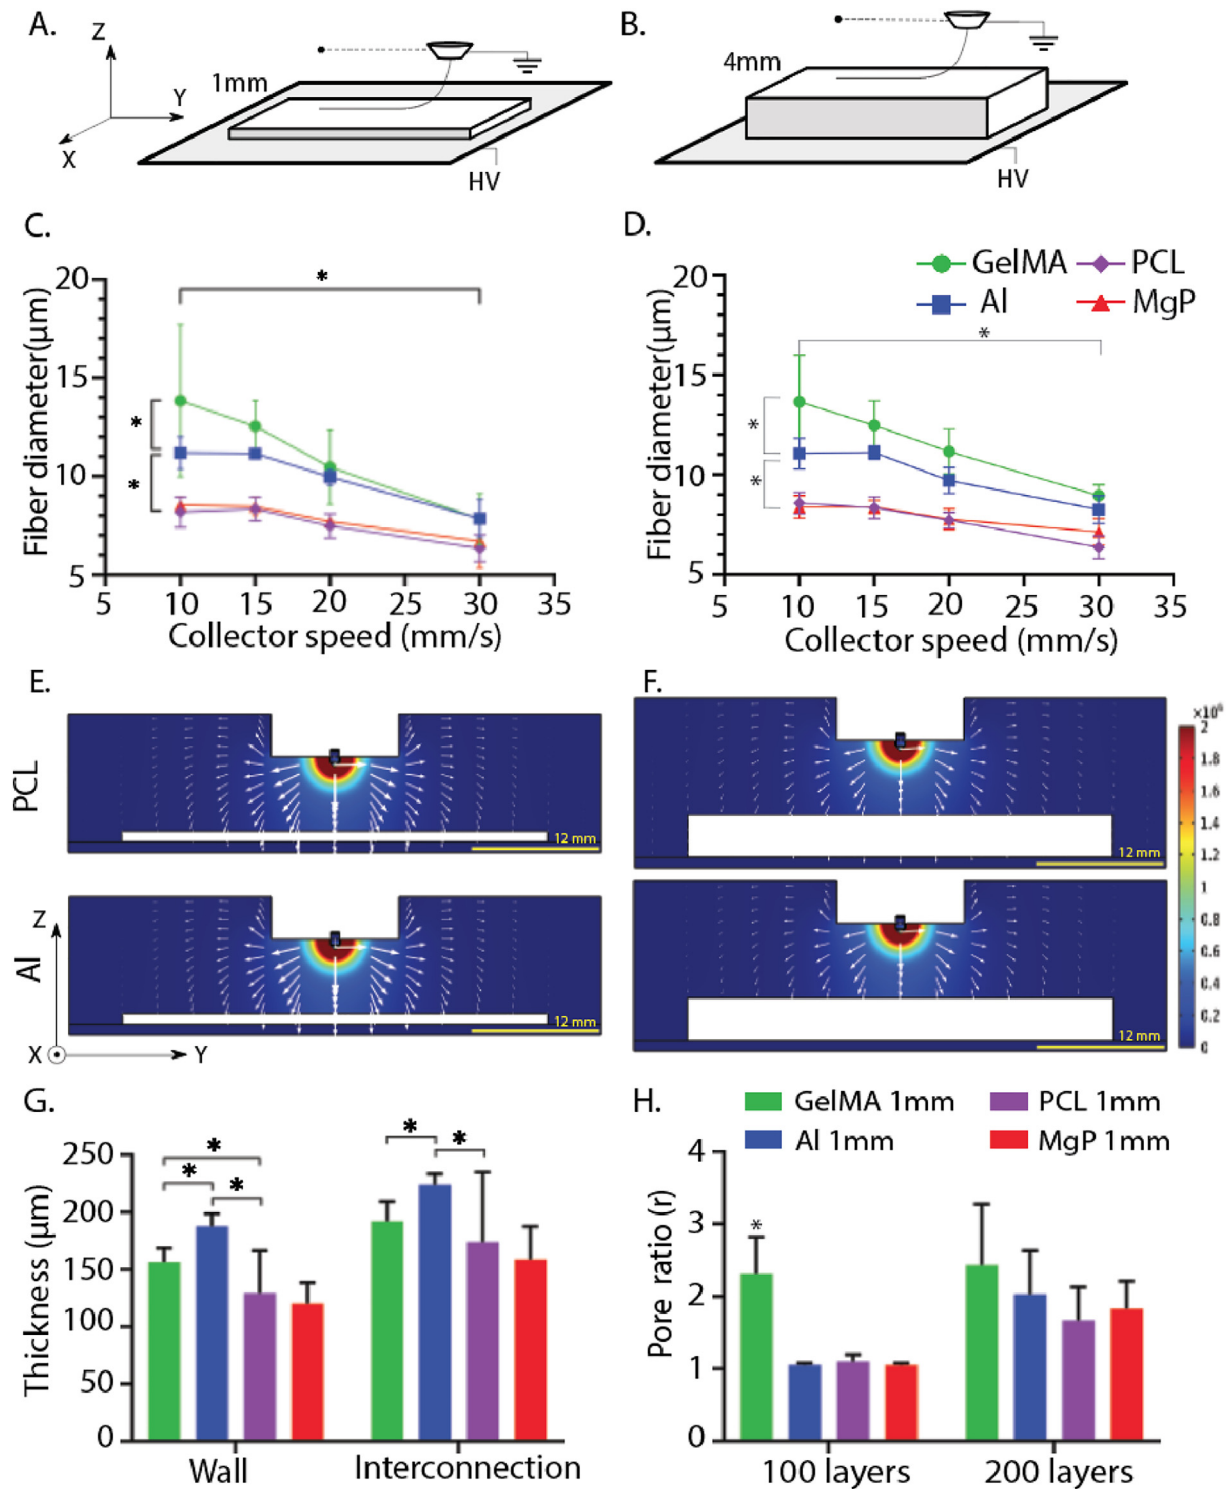 A.
Z
Y
X
1mm
HV
B.
4mm
HV
C.
*
*
*
Fiber diameter(µm)
20
15
10
5
5 10 15 20 25 30 35
Collector speed (mm/s)
D.
GelMA PCL
Al MgP
*
*
*
Fiber diameter(µm)
20
15
10
5
5 10 15 20 25 30 35
Collector speed (mm/s)
E.
PCL
12 mm
Al
Z
X Y
12 mm
F.
12 mm
12 mm
2
1.8
1.6
1.4
1.2
1
0.8
0.6
0.4
0.2
0
G.
* * *
* *
Thickness (µm)
250
200
150
100
50
0
Wall Interconnection
H.
GelMA 1mm PCL 1mm
Al 1mm MgP 1mm
*
Pore ratio (r)
4
3
2
1
0
100 layers 200 layers